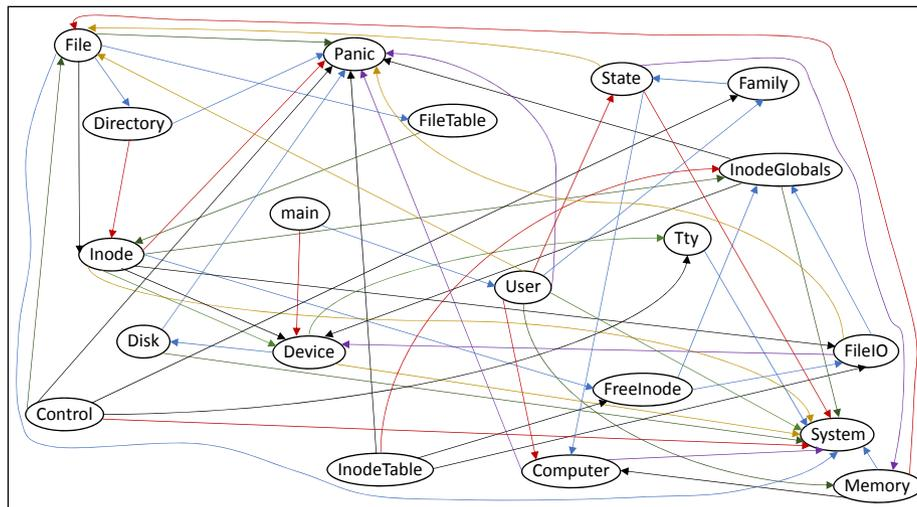 File
Panic
State
Family
Directory
FileTable
InodeGlobals
main
Tty
Inode
User
Disk
Device
FileIO
FreeInode
Control
System
InodeTable
Computer
Memory